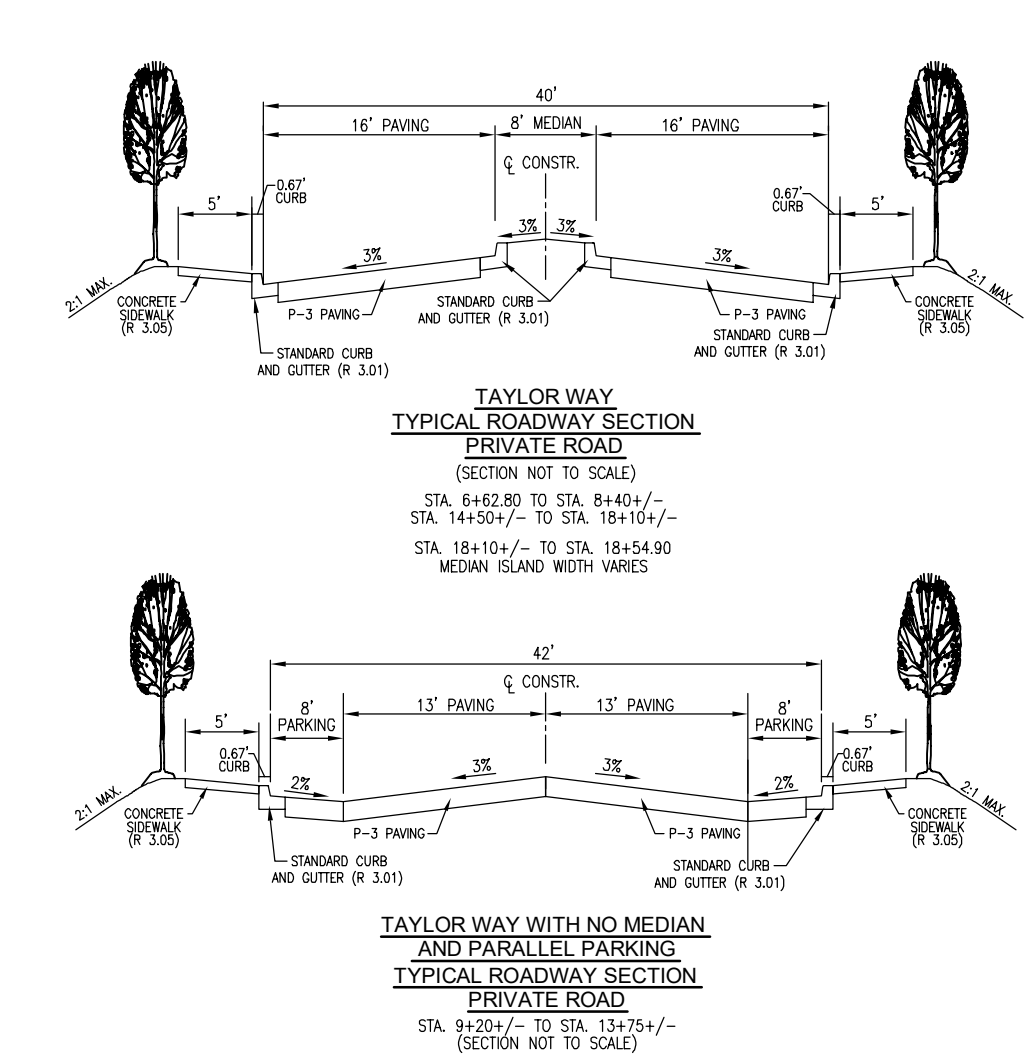 40'
16' PAVING
8' MEDIAN
16' PAVING
℄ CONSTR.
0.67'
CURB
0.67'
CURB
5'
5'
3%
3%
3%
3%
2:1 MAX.
2:1 MAX.
CONCRETE
SIDEWALK
(R 3.05)
P-3 PAVING
STANDARD CURB
AND GUTTER (R 3.01)
P-3 PAVING
CONCRETE
SIDEWALK
(R 3.05)
STANDARD CURB
AND GUTTER (R 3.01)
STANDARD CURB
AND GUTTER (R 3.01)
TAYLOR WAY
TYPICAL ROADWAY SECTION
PRIVATE ROAD
(SECTION NOT TO SCALE)
STA. 6+62.80 TO STA. 8+40+/-
STA. 14+50+/- TO STA. 18+10+/-
STA. 18+10+/- TO STA. 18+54.90
MEDIAN ISLAND WIDTH VARIES
42'
℄ CONSTR.
8'
PARKING
13' PAVING
13' PAVING
8'
PARKING
5'
5'
0.67'
CURB
0.67'
CURB
2%
3%
3%
2%
2:1 MAX.
2:1 MAX.
CONCRETE
SIDEWALK
(R 3.05)
P-3 PAVING
P-3 PAVING
CONCRETE
SIDEWALK
(R 3.05)
STANDARD CURB
AND GUTTER (R 3.01)
STANDARD CURB
AND GUTTER (R 3.01)
TAYLOR WAY WITH NO MEDIAN
AND PARALLEL PARKING
TYPICAL ROADWAY SECTION
PRIVATE ROAD
STA. 9+20+/- TO STA. 13+75+/-
(SECTION NOT TO SCALE)